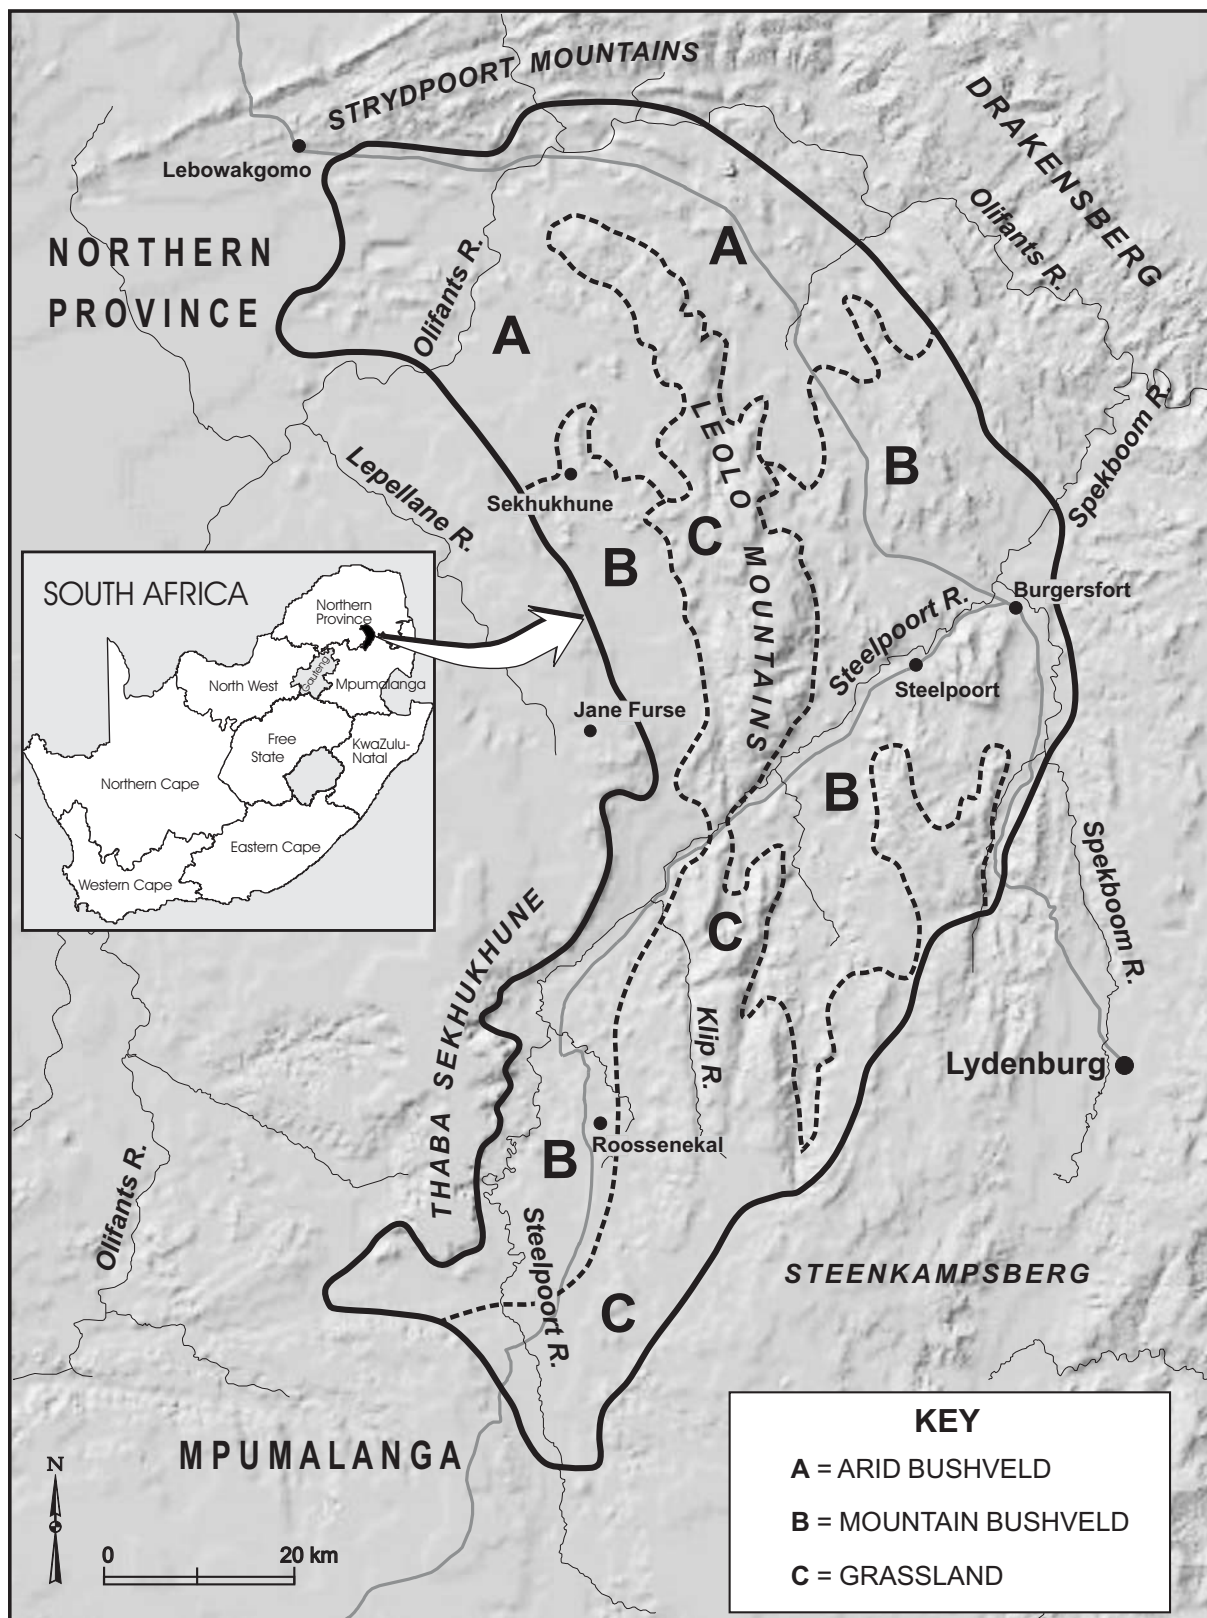 STRYDPOORT MOUNTAINS
DRAKENSBERG
Lebowakgomo
Olifants R.
NORTHERN
PROVINCE
A
Olifants R.
A
LEOLO MOUNTAINS
Spekboom R.
B
Lepellane R.
Sekhukhune
C
B
SOUTH AFRICA
Northern
Province
Gauteng
North West
Mpumalanga
Free
State
KwaZulu-
Natal
Northern Cape
Eastern Cape
Western Cape
Burgersfort
Steelpoort R.
Steelpoort
Jane Furse
B
Spekboom R.
THABA SEKHUKHUNE
C
Klip R.
Lydenburg
Roossenekal
B
Olifants R.
Steelpoort R.
STEENKAMPSBERG
C
MPUMALANGA
N
0 20 km
KEY
A = ARID BUSHVELD
B = MOUNTAIN BUSHVELD
C = GRASSLAND